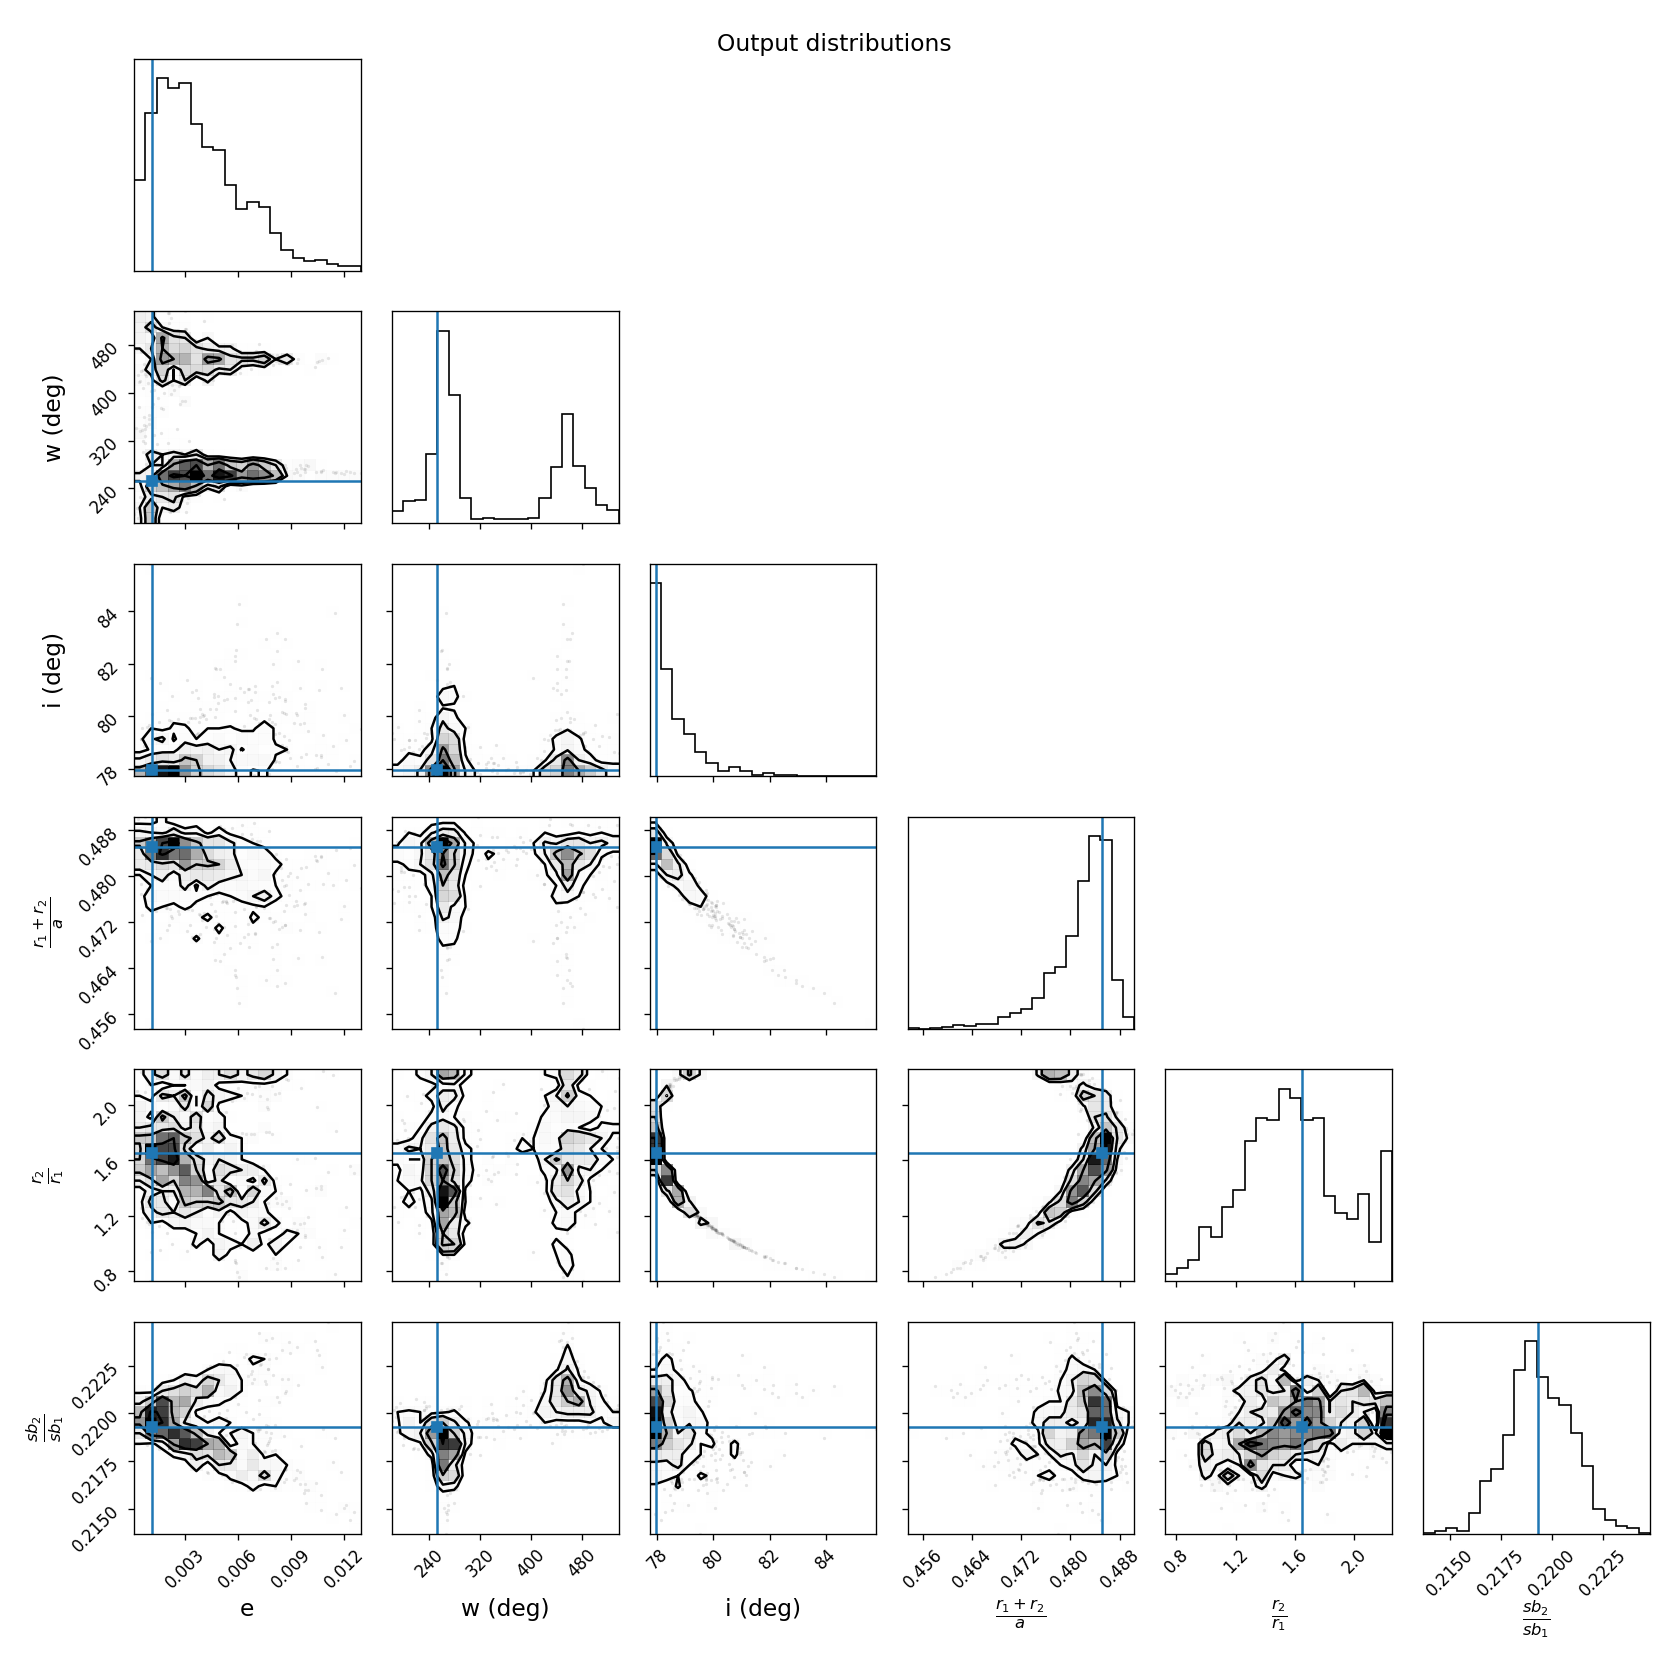 Output distributions
w (deg)
480
400
320
240
i (deg)
84
82
80
78
r₁ + r₂
a
0.488
0.480
0.472
0.464
0.456
r₂
r₁
2.0
1.6
1.2
0.8
sb₂
sb₁
0.2225
0.2200
0.2175
0.2150
0.003 0.006 0.009 0.012
240 320 400 480
78 80 82 84
0.456 0.464 0.472 0.480 0.488
0.8 1.2 1.6 2.0
0.2150 0.2175 0.2200 0.2225
e
w (deg)
i (deg)
r₁ + r₂
a
r₂
r₁
sb₂
sb₁